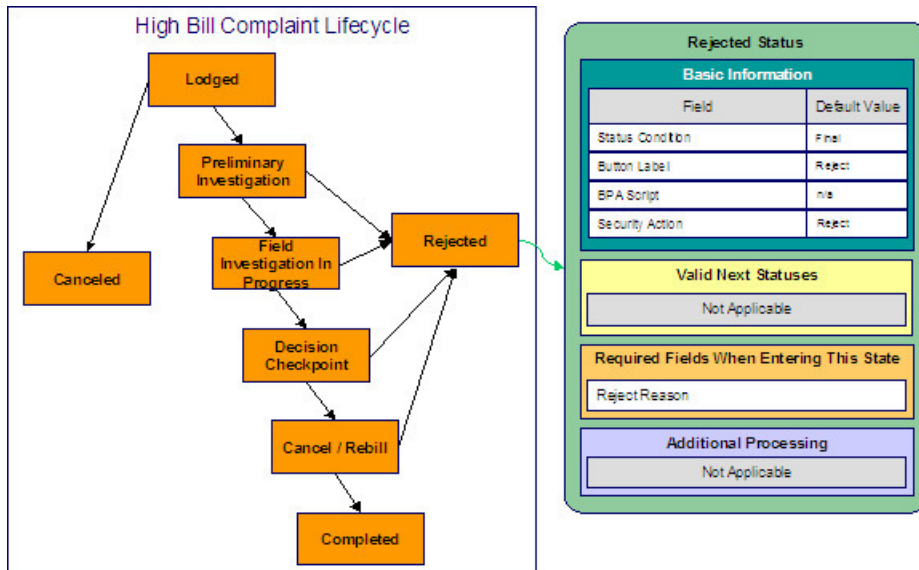 High Bill Complaint Lifecycle
Lodged
Preliminary
Investigation
Field
Investigation In
Progress
Rejected
Canceled
Decision
Checkpoint
Cancel / Rebill
Completed
Rejected Status
Basic Information
Field Default Value
Status Condition Final
Button Label Reject
BPA Script n/a
Security Action Reject
Valid Next Statuses
Not Applicable
Required Fields When Entering This State
Reject Reason
Additional Processing
Not Applicable